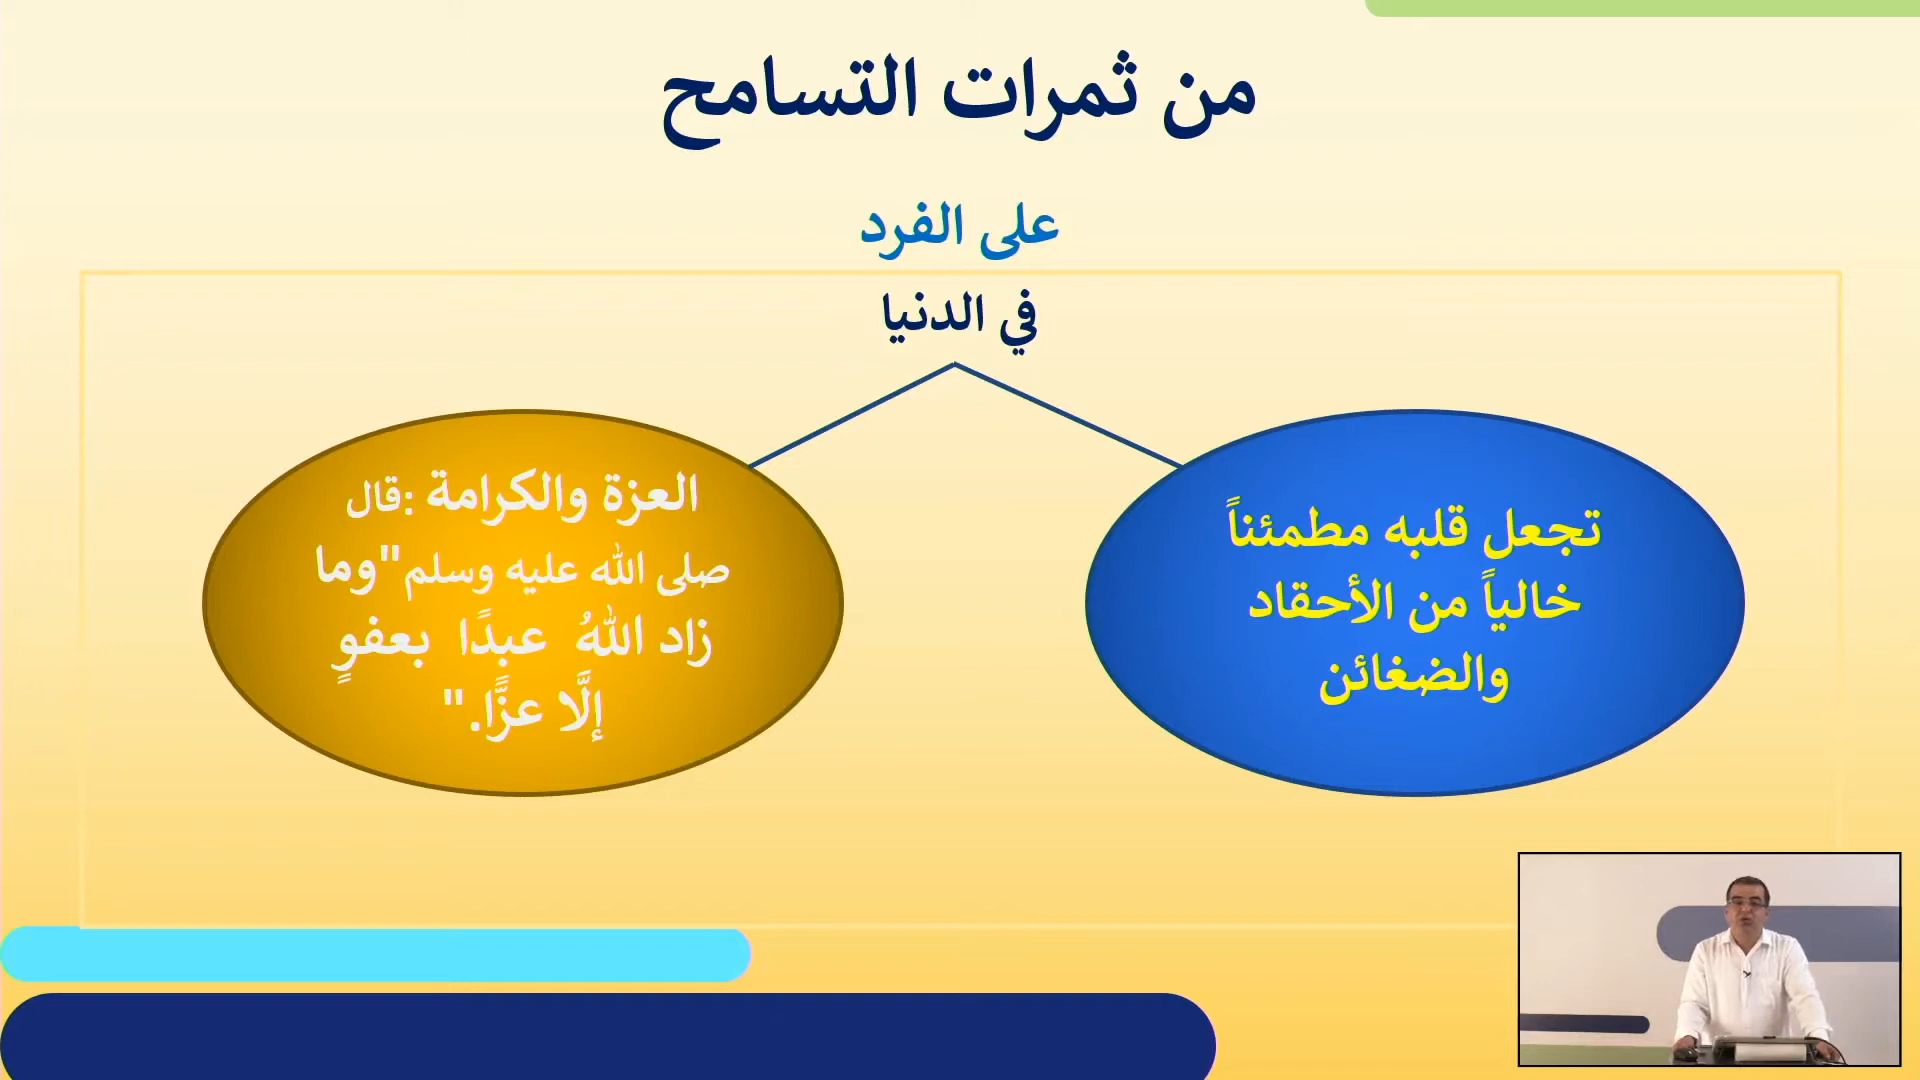 من ثمرات التسامح
على الفرد
في الدنيا
تجعل قلبه مطمئناً
خالياً من الأحقاد
والضغائن
العزة والكرامة :قال
صلى الله عليه وسلم"وما
زاد اللهُ عبدًا بعفوٍ
إلَّا عزًّا."